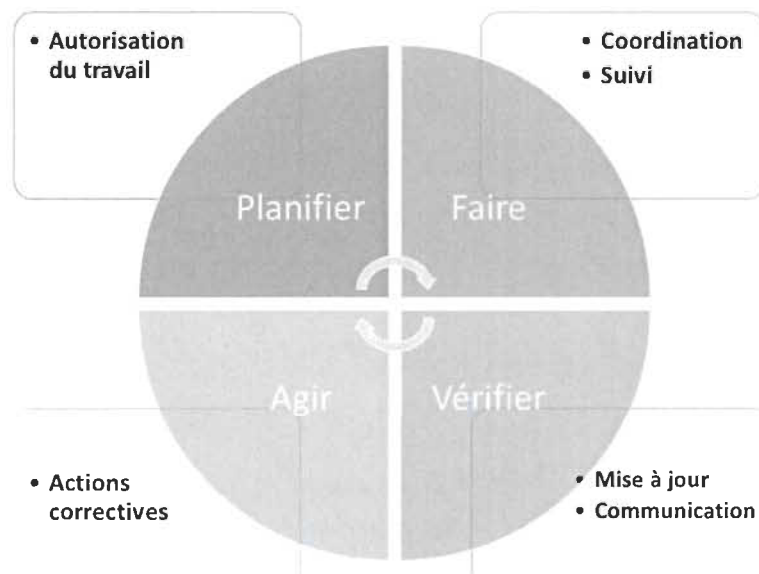 • Autorisation
du travail
• Coordination
• Suivi
Planifier
Faire
Agir
Vérifier
• Actions
correctives
• Mise à jour
• Communication